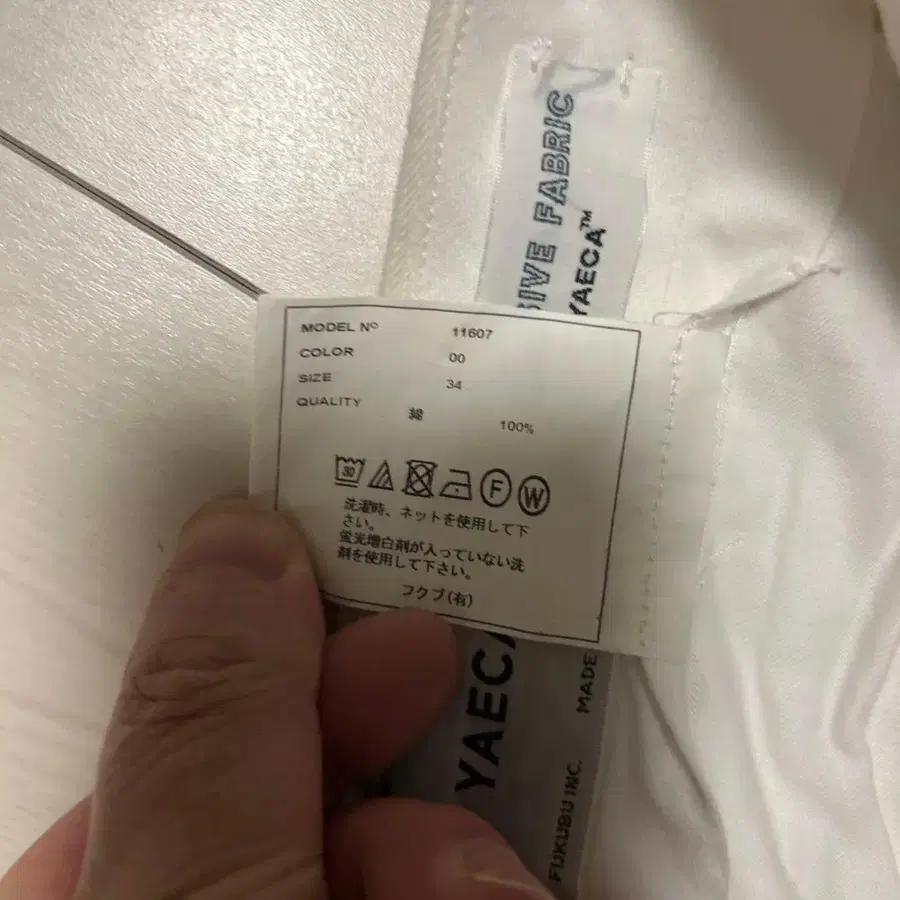 SIVE FABRIC
YAECA™
MODEL Nº 11607
COLOR 00
SIZE 34
QUALITY
綿 100%
30
F W
洗濯時、ネットを使用して下
さい。
蛍光増白剤が入っていない洗
剤を使用して下さい。
フクブ(有)
YAECA
MADE
FUKUBU INC.